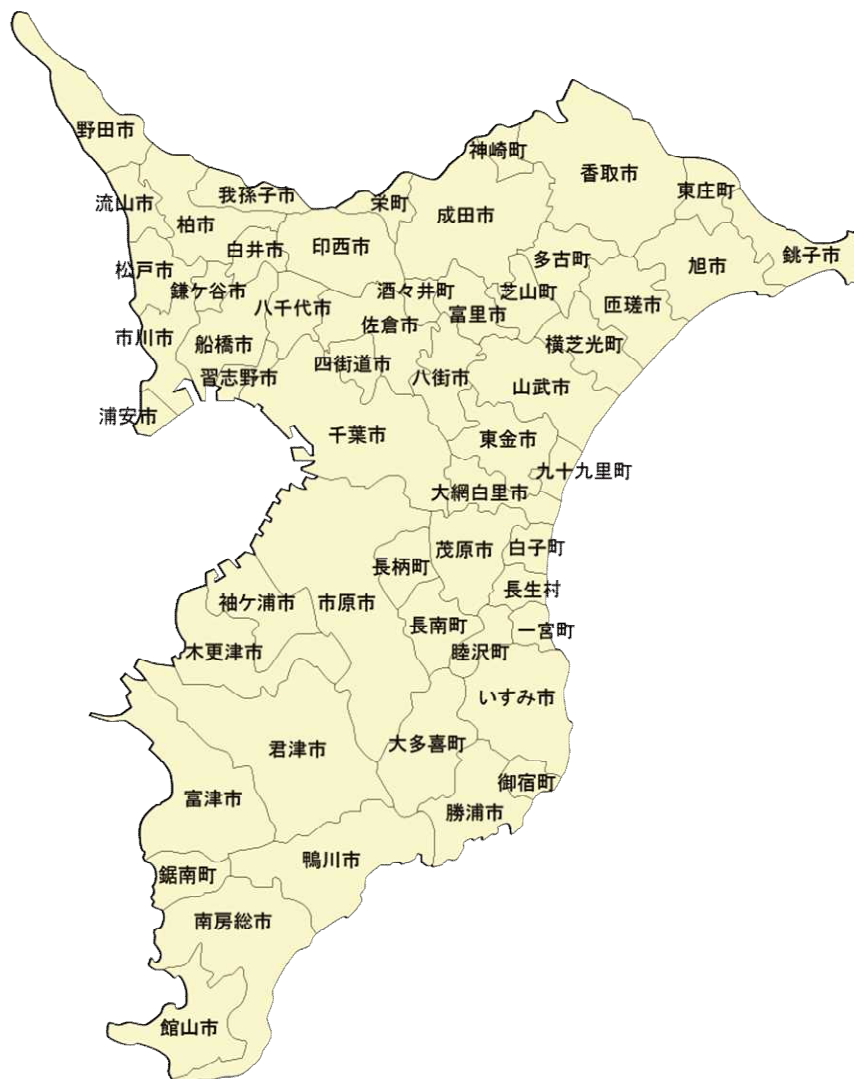 野田市
神崎町
香取市
東庄町
流山市
我孫子市
栄町
成田市
柏市
白井市
印西市
多古町
旭市
銚子市
松戸市
鎌ケ谷市
八千代市
酒々井町
芝山町
富里市
匝瑳市
佐倉市
市川市
船橋市
横芝光町
四街道市
習志野市
八街市
山武市
浦安市
千葉市
東金市
九十九里町
大網白里市
茂原市
白子町
長柄町
長生村
袖ケ浦市
市原市
長南町
一宮町
木更津市
睦沢町
いすみ市
君津市
大多喜町
御宿町
富津市
勝浦市
鴨川市
鋸南町
南房総市
館山市